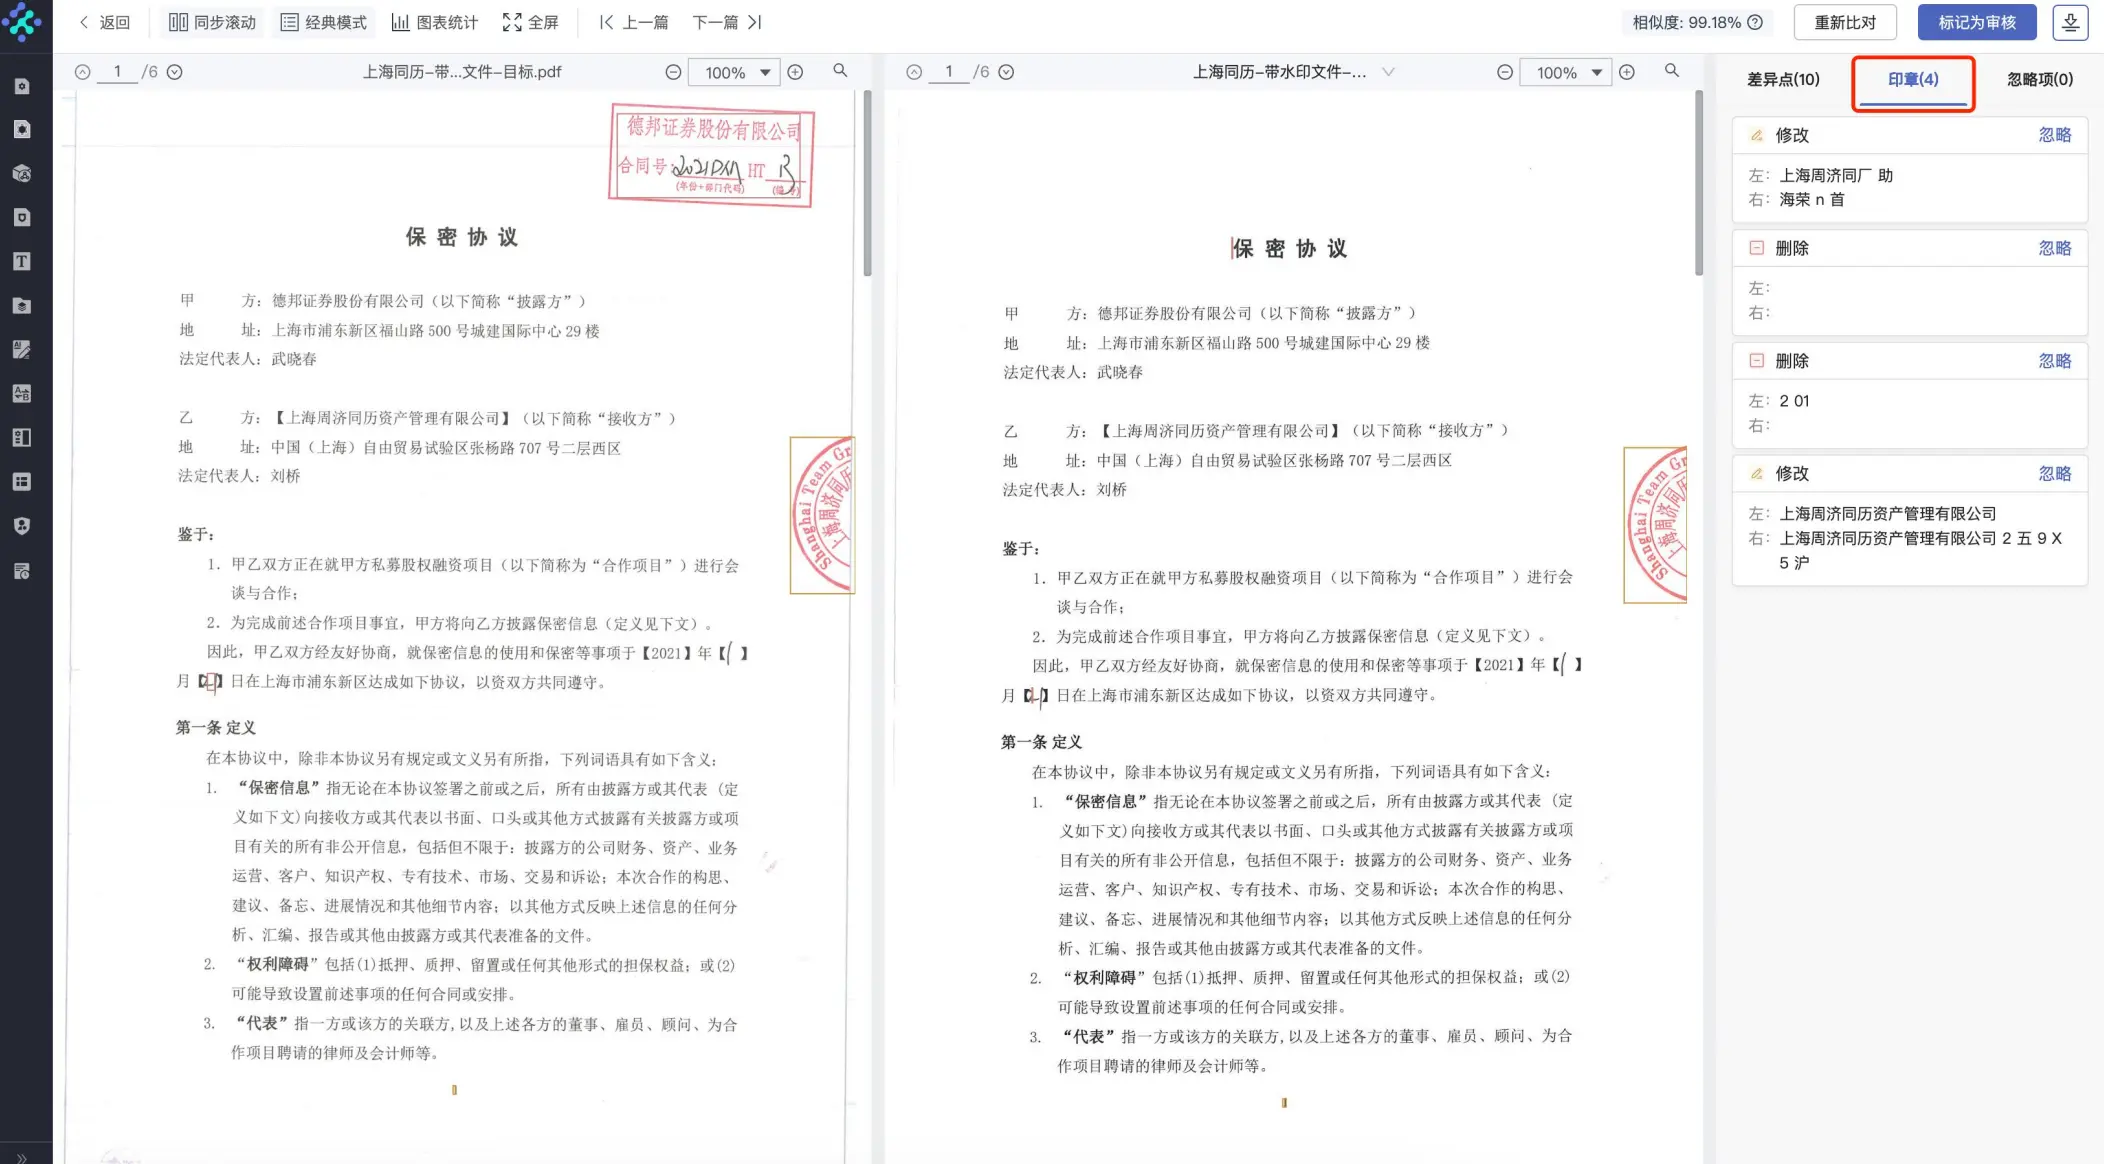 返回
同步滚动
经典模式
图表统计
全屏
上一篇
下一篇
相似度: 99.18%
重新比对
标记为审核
1 /6
上海同历-带...文件-目标.pdf
100%
德邦证券股份有限公司
合同号: HT
(年份+部门代码) (编号)
保 密 协 议
甲 方：德邦证券股份有限公司（以下简称“披露方”）
地 址：上海市浦东新区福山路 500 号城建国际中心 29 楼
法定代表人：武晓春
乙 方：【上海周济同历资产管理有限公司】（以下简称“接收方”）
地 址：中国（上海）自由贸易试验区张杨路 707 号二层西区
法定代表人：刘桥
Shanghai Team Gr
鉴于：
1. 甲乙双方正在就甲方私募股权融资项目（以下简称为“合作项目”）进行会
谈与合作；
2. 为完成前述合作项目事宜，甲方将向乙方披露保密信息（定义见下文）。
因此，甲乙双方经友好协商，就保密信息的使用和保密等事项于【2021】年【 】
月【 】日在上海市浦东新区达成如下协议，以资双方共同遵守。
第一条 定义
在本协议中，除非本协议另有规定或文义另有所指，下列词语具有如下含义：
1. “保密信息”指无论在本协议签署之前或之后，所有由披露方或其代表 (定
义如下文)向接收方或其代表以书面、口头或其他方式披露有关披露方或项
目有关的所有非公开信息，包括但不限于：披露方的公司财务、资产、业务
运营、客户、知识产权、专有技术、市场、交易和诉讼；本次合作的构思、
建议、备忘、进展情况和其他细节内容；以其他方式反映上述信息的任何分
析、汇编、报告或其他由披露方或其代表准备的文件。
2. “权利障碍”包括(1)抵押、质押、留置或任何其他形式的担保权益；或(2)
可能导致设置前述事项的任何合同或安排。
3. “代表”指一方或该方的关联方,以及上述各方的董事、雇员、顾问、为合
作项目聘请的律师及会计师等。
1 /6
上海同历-带水印文件-...
100%
保 密 协 议
甲 方：德邦证券股份有限公司（以下简称“披露方”）
地 址：上海市浦东新区福山路 500 号城建国际中心 29 楼
法定代表人：武晓春
乙 方：【上海周济同历资产管理有限公司】（以下简称“接收方”）
地 址：中国（上海）自由贸易试验区张杨路 707 号二层西区
法定代表人：刘桥
Shanghai Team Gr
鉴于：
1. 甲乙双方正在就甲方私募股权融资项目（以下简称为“合作项目”）进行会
谈与合作；
2. 为完成前述合作项目事宜，甲方将向乙方披露保密信息（定义见下文）。
因此，甲乙双方经友好协商，就保密信息的使用和保密等事项于【2021】年【 】
月【 】日在上海市浦东新区达成如下协议，以资双方共同遵守。
第一条 定义
在本协议中，除非本协议另有规定或文义另有所指，下列词语具有如下含义：
1. “保密信息”指无论在本协议签署之前或之后，所有由披露方或其代表 (定
义如下文)向接收方或其代表以书面、口头或其他方式披露有关披露方或项
目有关的所有非公开信息，包括但不限于：披露方的公司财务、资产、业务
运营、客户、知识产权、专有技术、市场、交易和诉讼；本次合作的构思、
建议、备忘、进展情况和其他细节内容；以其他方式反映上述信息的任何分
析、汇编、报告或其他由披露方或其代表准备的文件。
2. “权利障碍”包括(1)抵押、质押、留置或任何其他形式的担保权益；或(2)
可能导致设置前述事项的任何合同或安排。
3. “代表”指一方或该方的关联方,以及上述各方的董事、雇员、顾问、为合
作项目聘请的律师及会计师等。
差异点(10)
印章(4)
忽略项(0)
修改 忽略
左: 上海周济同厂 助
右: 海荣 n 首
删除 忽略
左:
右:
删除 忽略
左: 2 01
右:
修改 忽略
左: 上海周济同历资产管理有限公司
右: 上海周济同历资产管理有限公司 2 五 9 X
5 沪